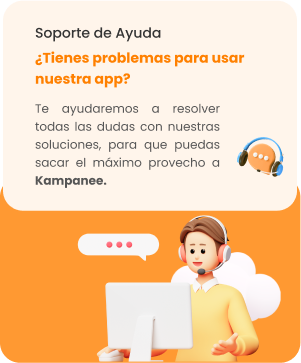 Soporte de Ayuda
¿Tienes problemas para usar
nuestra app?
Te ayudaremos a resolver
todas las dudas con nuestras
soluciones, para que puedas
sacar el máximo provecho a
Kampanee.